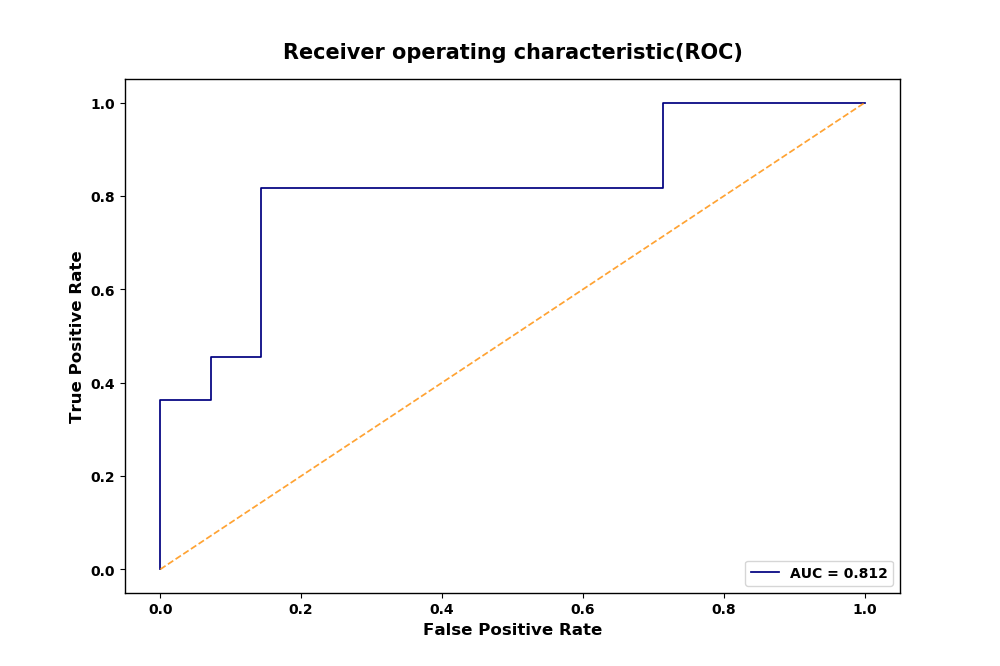 Receiver operating characteristic(ROC)
True Positive Rate
1.0
0.8
0.6
0.4
0.2
0.0
AUC = 0.812
0.0 0.2 0.4 0.6 0.8 1.0
False Positive Rate